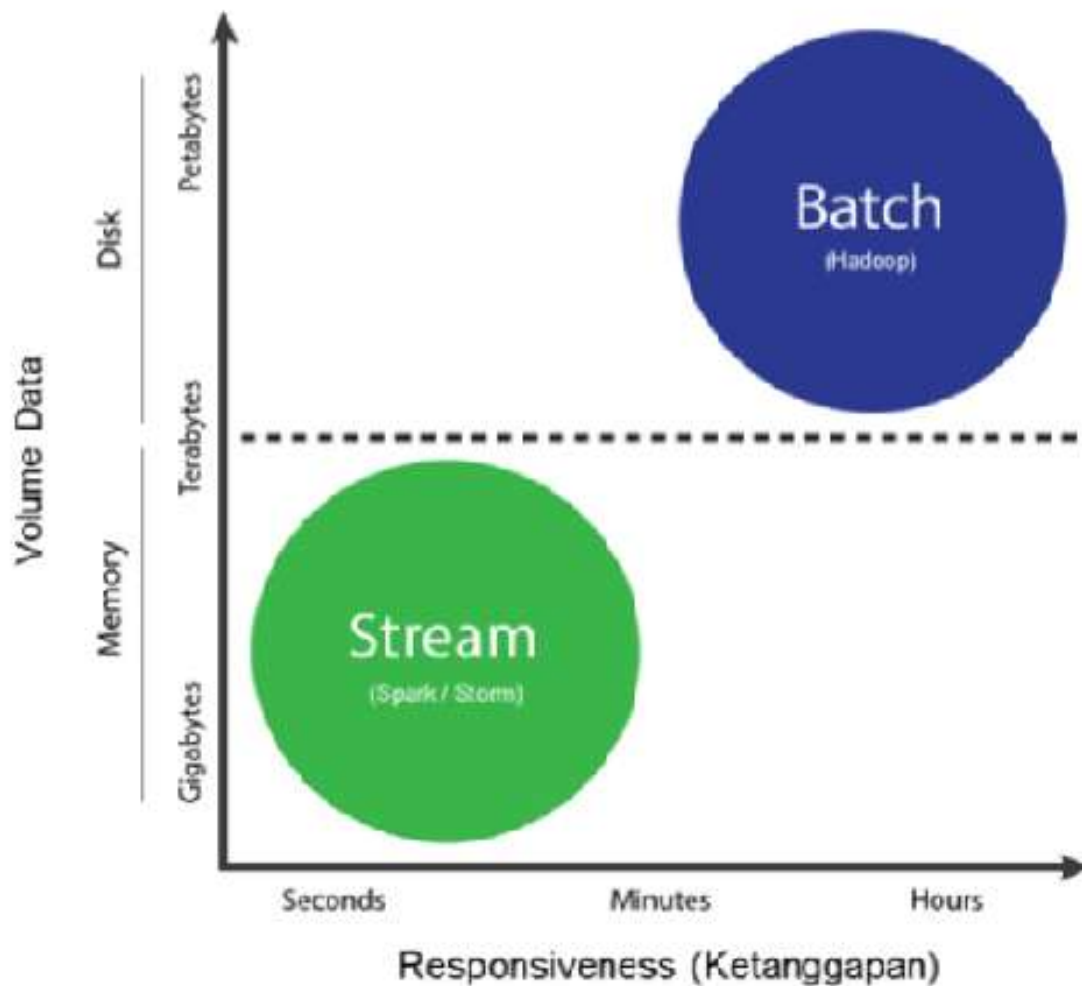 Volume Data
Disk
Memory
Petabytes
Terabytes
Gigabytes
Batch
(Hadoop)
Stream
(Spark / Storm)
Seconds
Minutes
Hours
Responsiveness (Ketanggapan)